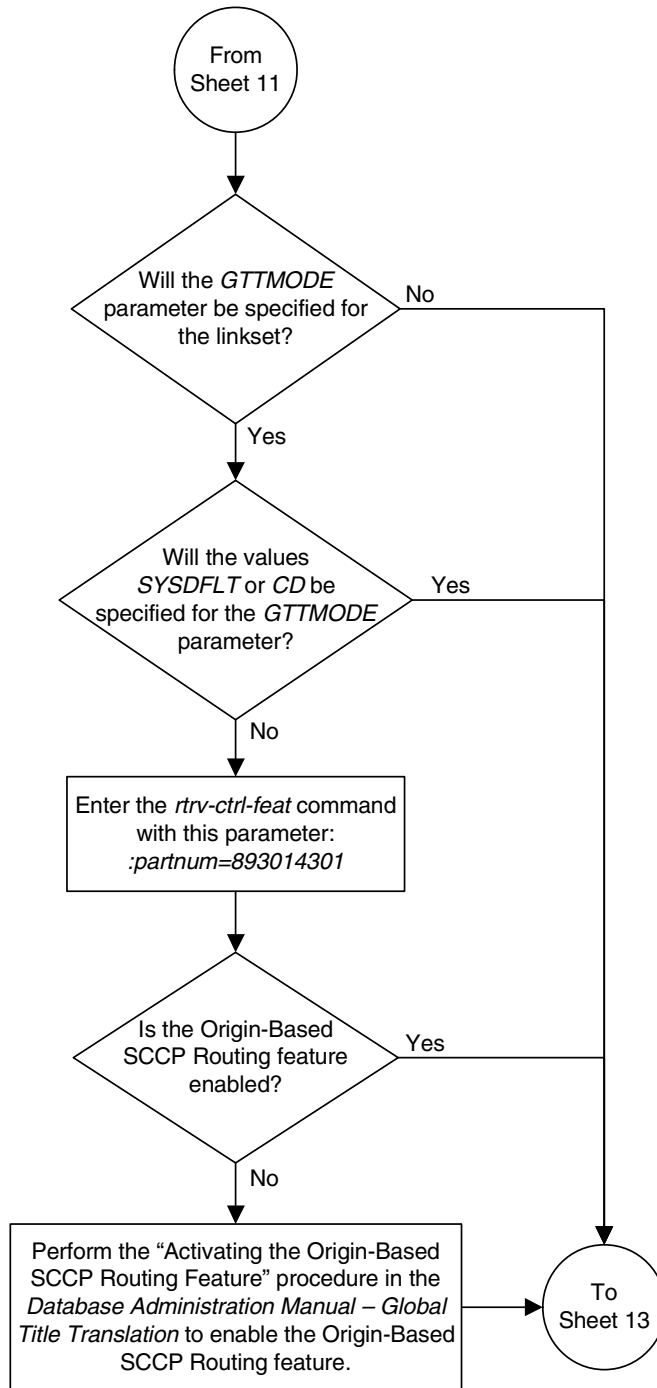 From
Sheet 11
Will the GTTMODE
parameter be specified for
the linkset?
No
Yes
Will the values
SYSDFLT or CD be
specified for the GTTMODE
parameter?
Yes
No
Enter the rtrv-ctrl-feat command
with this parameter:
:partnum=893014301
Is the Origin-Based
SCCP Routing feature
enabled?
Yes
No
Perform the “Activating the Origin-Based
SCCP Routing Feature” procedure in the
Database Administration Manual – Global
Title Translation to enable the Origin-Based
SCCP Routing feature.
To
Sheet 13